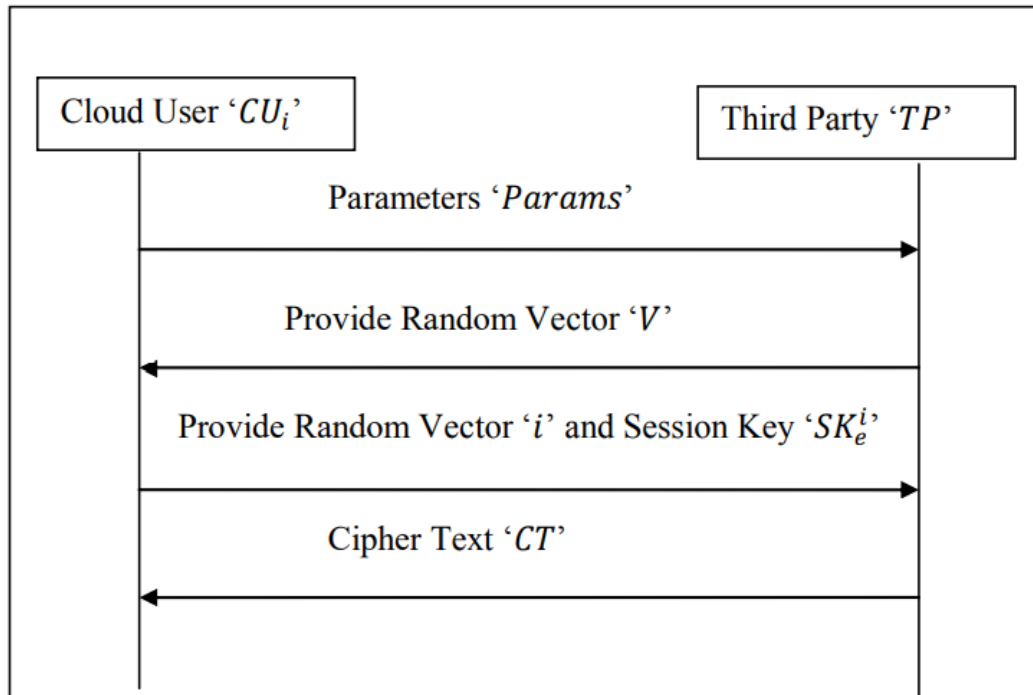 Cloud User ‘𝐶𝑈ᵢ’
Third Party ‘𝑇𝑃’
Parameters ‘𝑃𝑎𝑟𝑎𝑚𝑠’
Provide Random Vector ‘𝑉’
Provide Random Vector ‘𝑖’ and Session Key ‘𝑆𝐾ₑⁱ’
Cipher Text ‘𝐶𝑇’